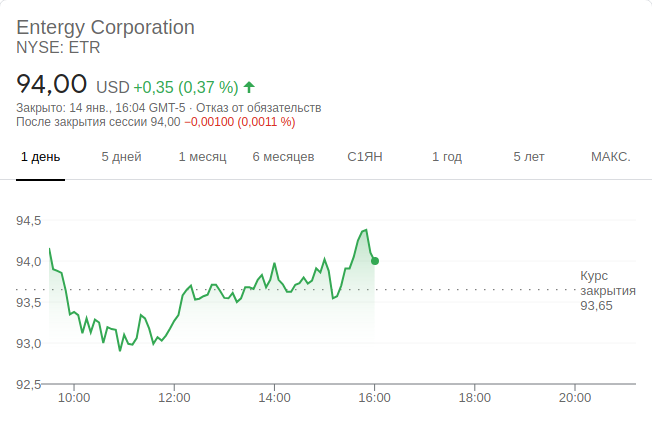 Entergy Corporation
NYSE: ETR
94,00 USD +0,35 (0,37 %)
Закрыто: 14 янв., 16:04 GMT-5 · Отказ от обязательств
После закрытия сессии 94,00 −0,00100 (0,0011 %)
1 день 5 дней 1 месяц 6 месяцев С1ЯН 1 год 5 лет МАКС.
94,5
94,0
93,5
93,0
92,5
Курс
закрытия
93,65
10:00 12:00 14:00 16:00 18:00 20:00